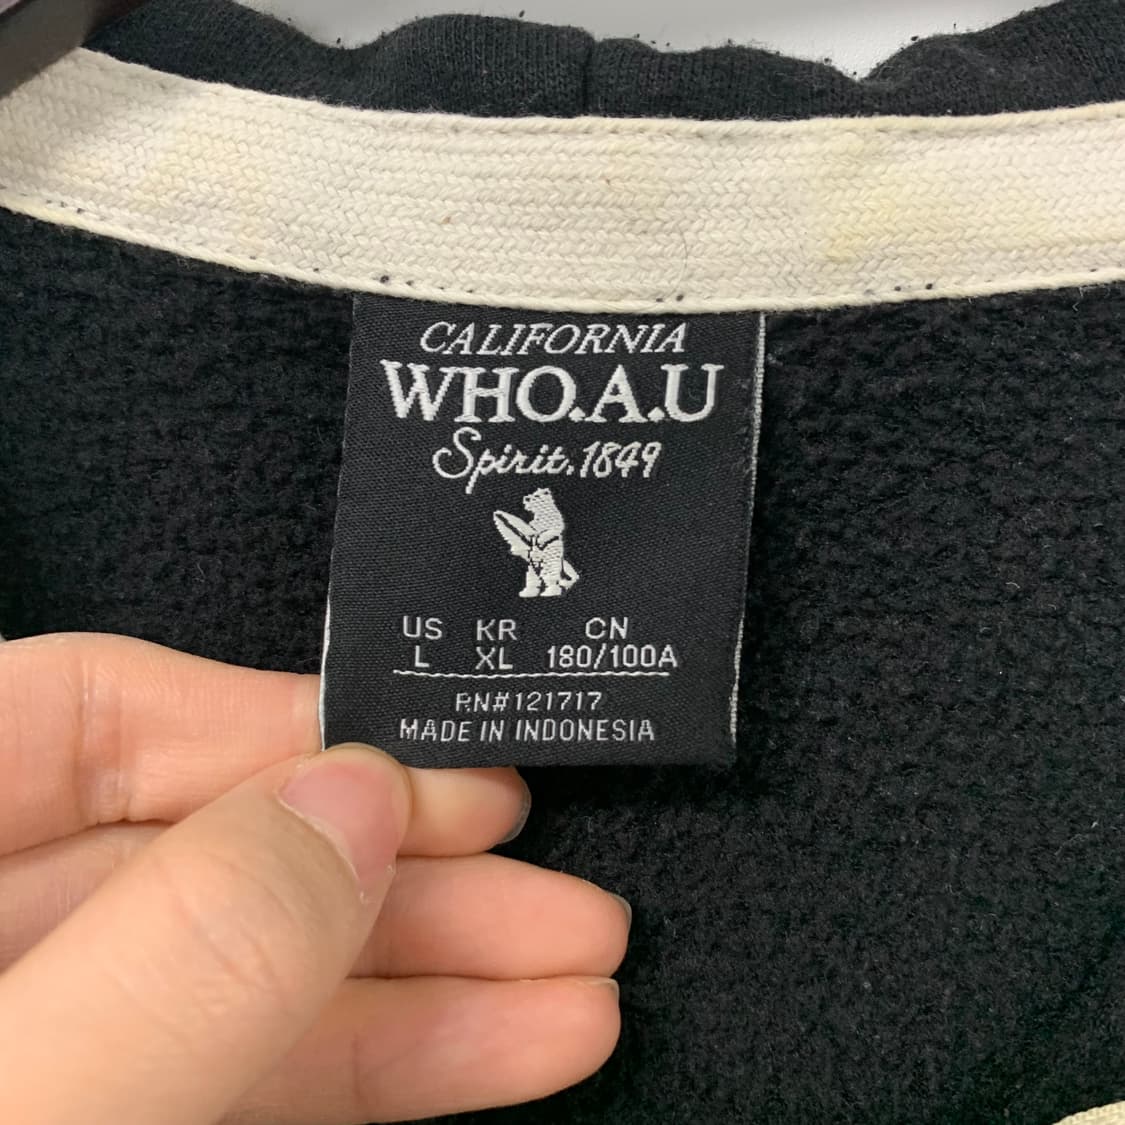 CALIFORNIA
WHO.A.U
Spirit.1849
US KR CN
L XL 180/100A
RN#121717
MADE IN INDONESIA